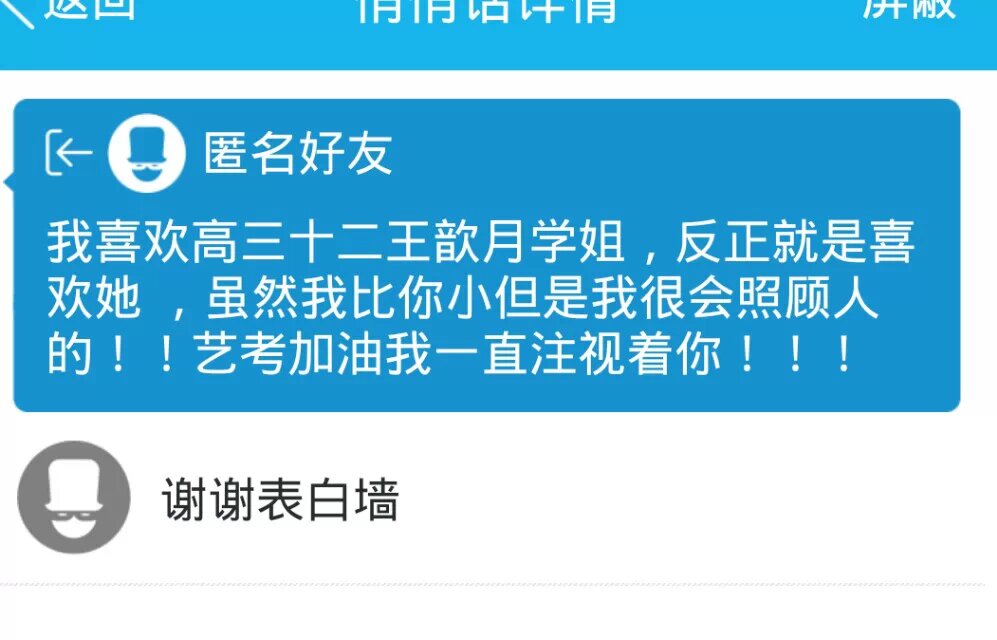 返回 悄悄话详情 屏蔽
匿名好友
我喜欢高三十二王歆月学姐，反正就是喜
欢她 ，虽然我比你小但是我很会照顾人
的！！艺考加油我一直注视着你！！！
谢谢表白墙